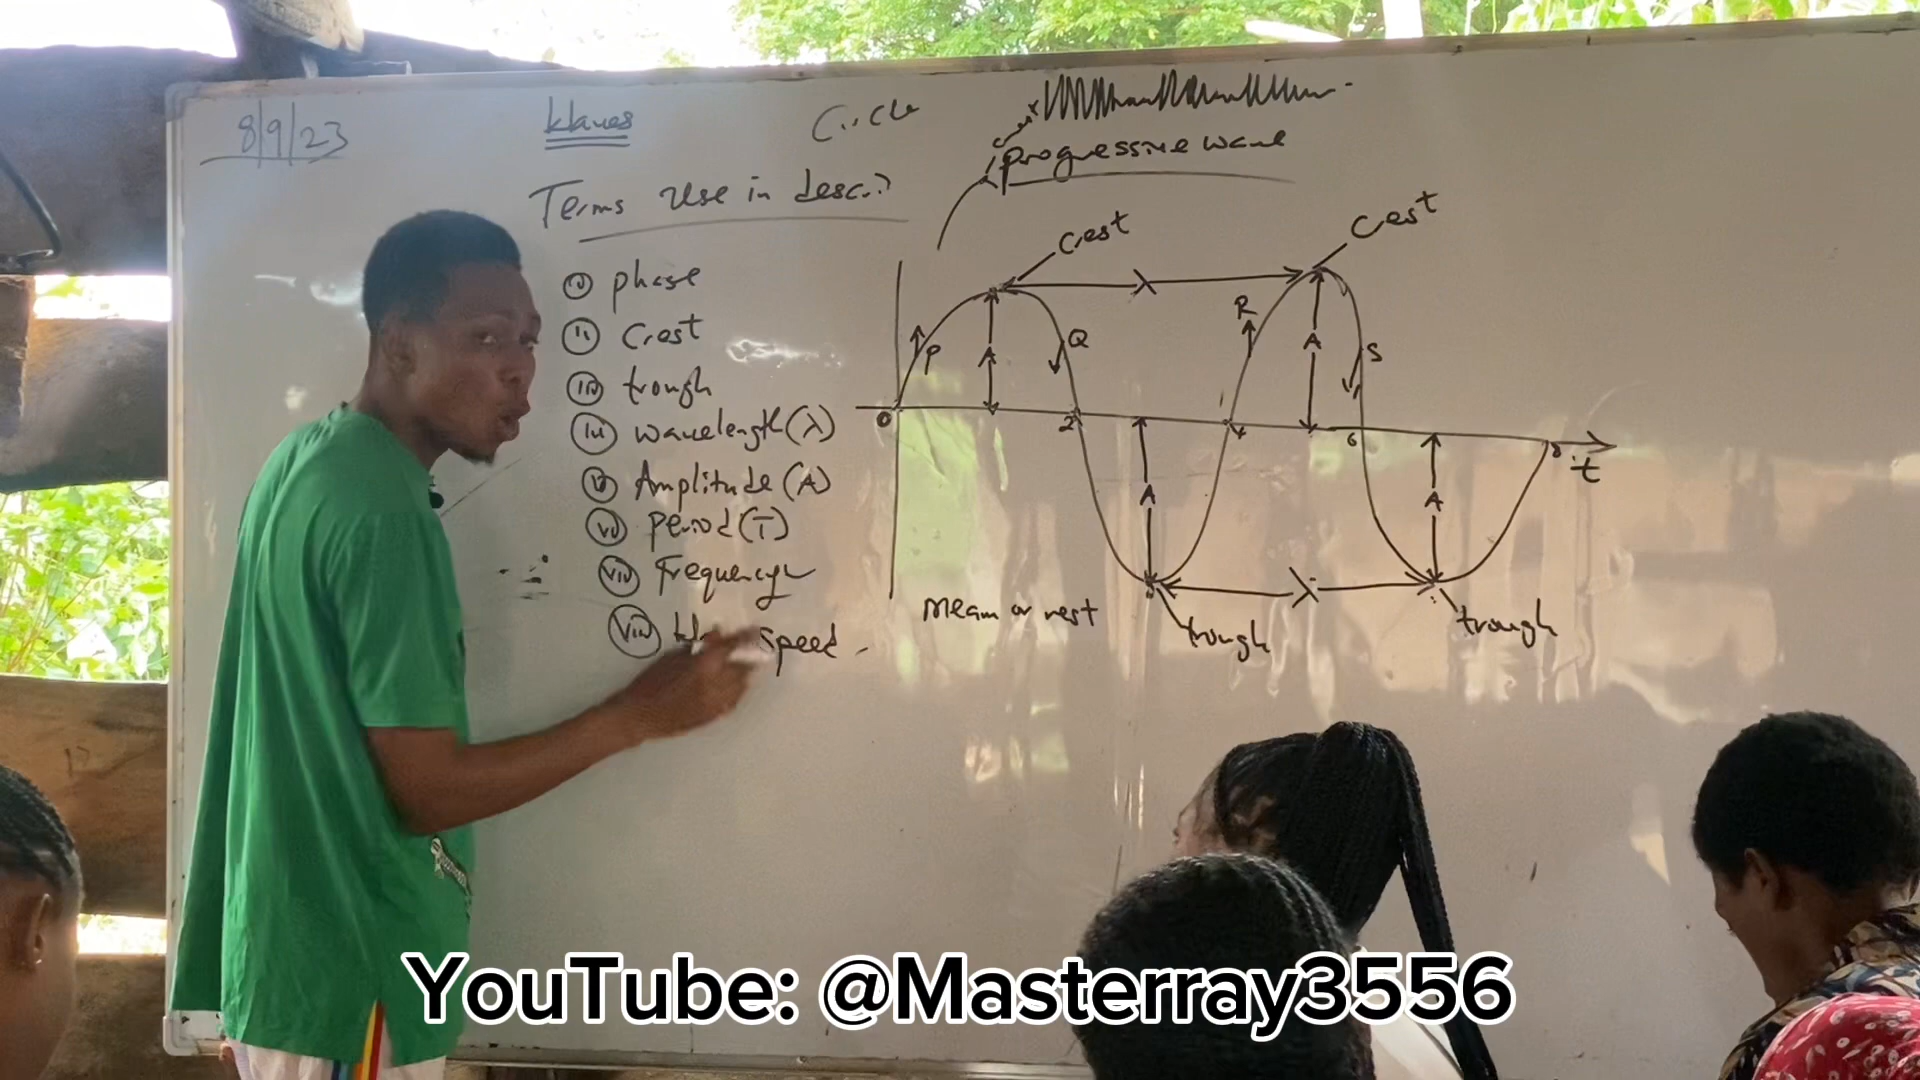 8/9/23
Waves
Circle
progressive wave
Terms Use in desc..
(i) phase
(ii) Crest
(iii) trough
(iv) wavelength (λ)
(v) Amplitude (A)
(vi) period (T)
(vii) Frequency
(viii) speed
Crest
Crest
λ
P
A
Q
R
A
S
0
2
4
6
8
t
A
A
λ
Mean or rest
trough
trough
YouTube: @Masterray3556